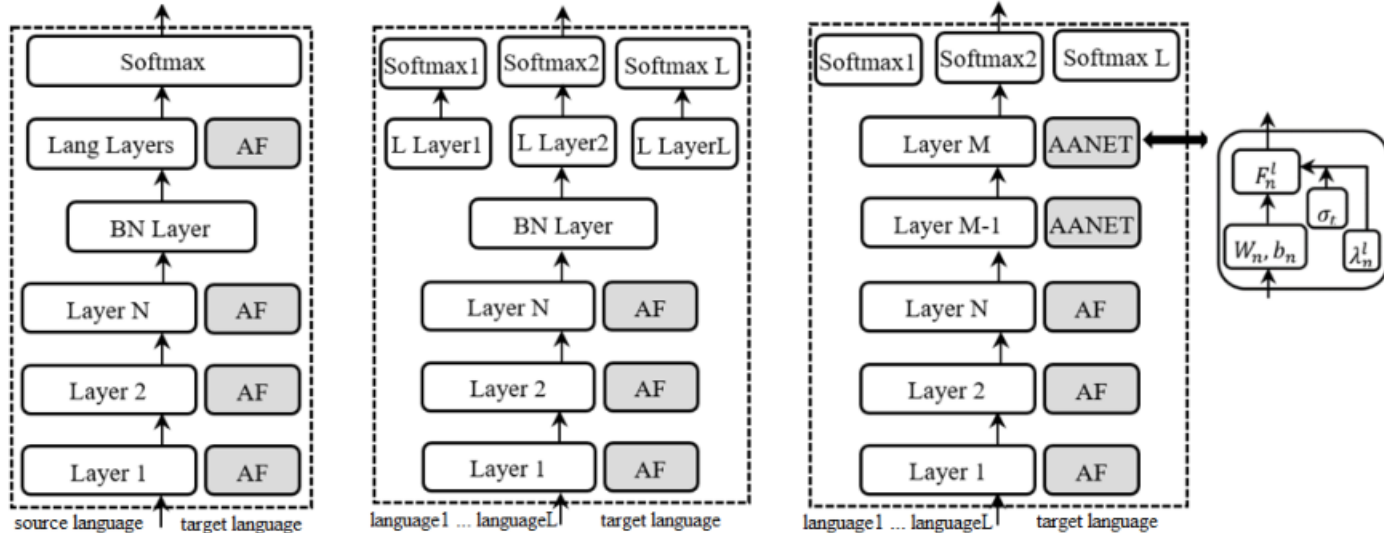 Softmax
Lang Layers AF
BN Layer
Layer N AF
Layer 2 AF
Layer 1 AF
source language target language
Softmax1 Softmax2 Softmax L
L Layer1 L Layer2 L LayerL
BN Layer
Layer N AF
Layer 2 AF
Layer 1 AF
language1 ... languageL target language
Softmax1 Softmax2 Softmax L
Layer M AANET
Layer M-1 AANET
Layer N AF
Layer 2 AF
Layer 1 AF
language1 ... languageL target language
$F_n^l$
$\sigma_t$
$W_n, b_n$ $\lambda_n^l$